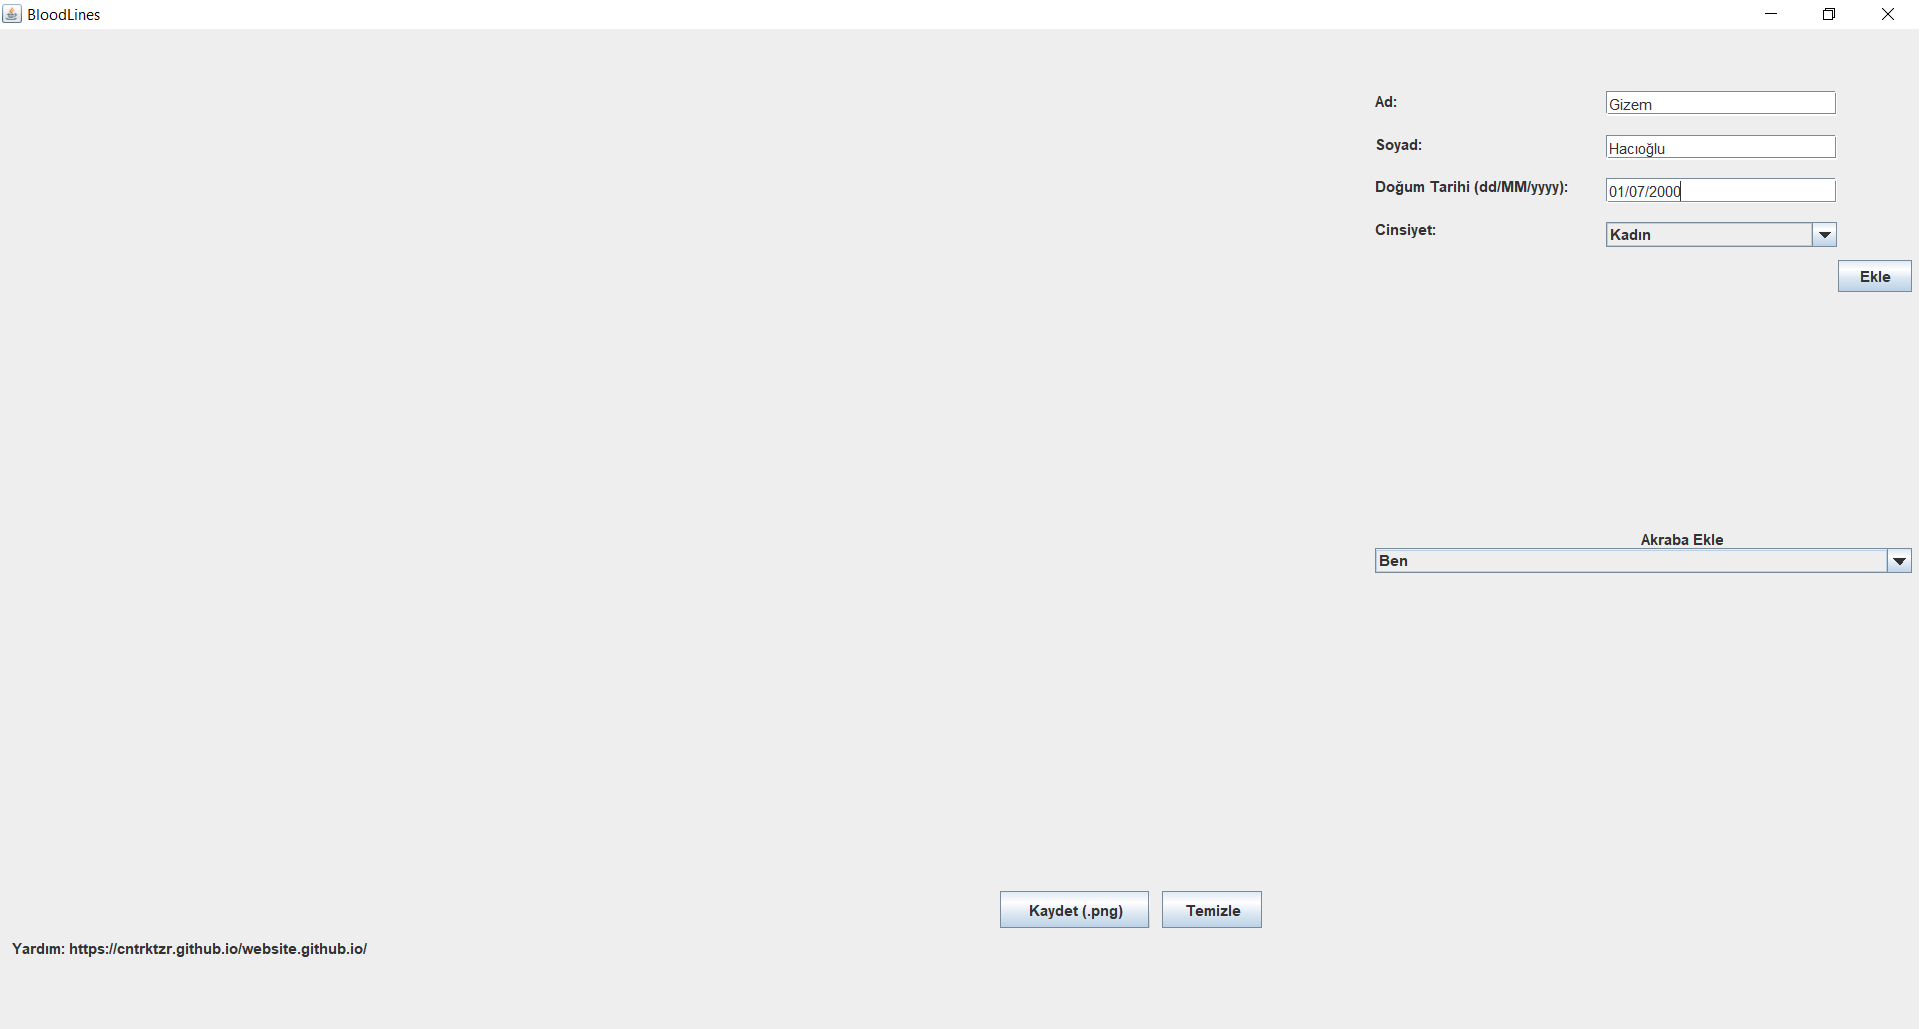 BloodLines
Ad: Gizem
Soyad: Hacıoğlu
Doğum Tarihi (dd/MM/yyyy): 01/07/2000
Cinsiyet: Kadın
Ekle
Akraba Ekle
Ben
Kaydet (.png) Temizle
Yardım: https://cntrktzr.github.io/website.github.io/